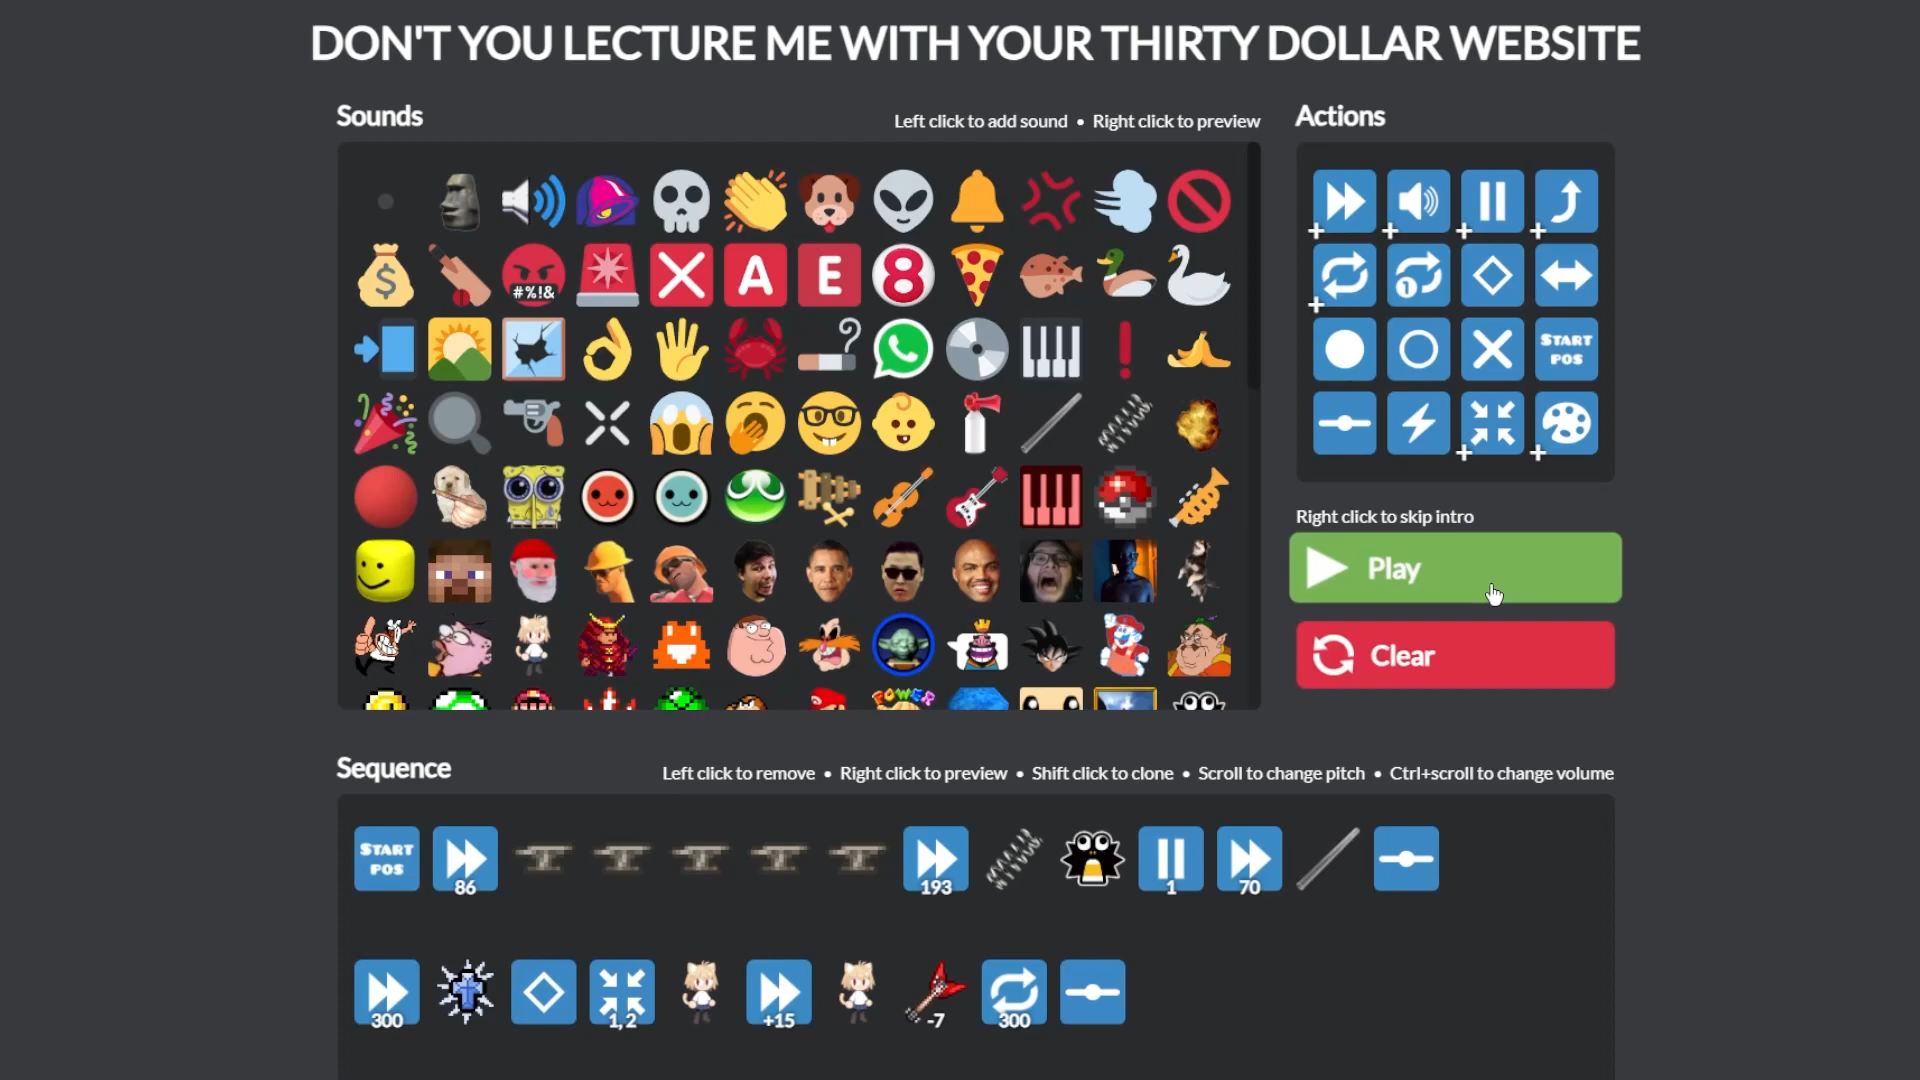 DON'T YOU LECTURE ME WITH YOUR THIRTY DOLLAR WEBSITE
Sounds
Left click to add sound • Right click to preview
Actions
$
#%!&
A
E
8
1
START
POS
POWER
Right click to skip intro
Play
Clear
Sequence
Left click to remove • Right click to preview • Shift click to clone • Scroll to change pitch • Ctrl+scroll to change volume
START
POS
86
193
1
70
300
1, 2
+15
-7
300